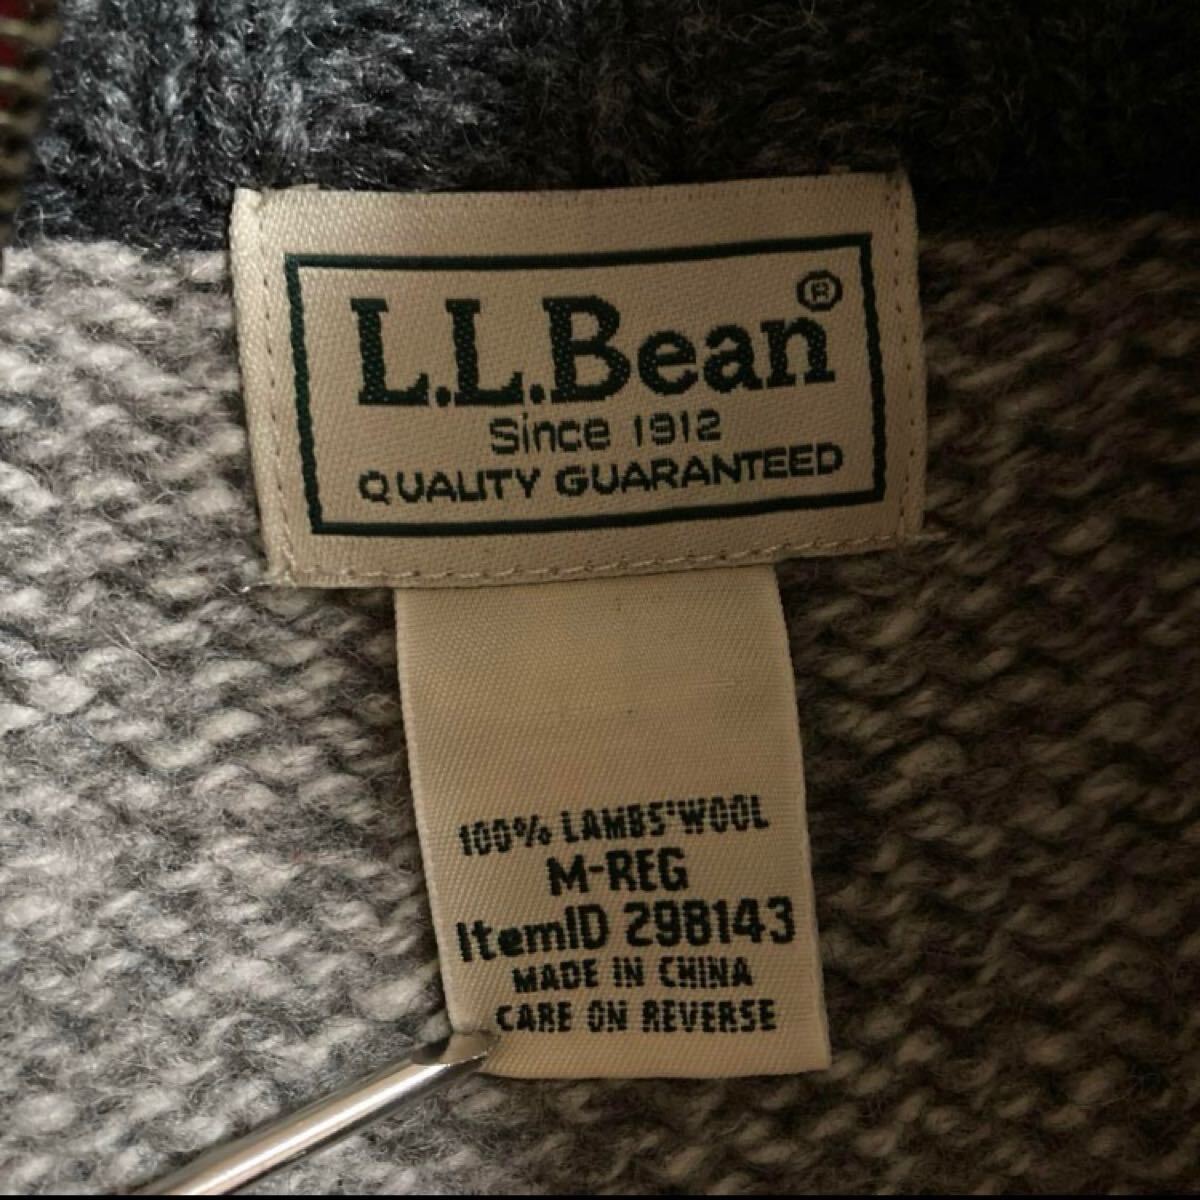 L.L.Bean®
Since 1912
QUALITY GUARANTEED
100% LAMBS'WOOL
M-REG
ItemID 298143
MADE IN CHINA
CARE ON REVERSE